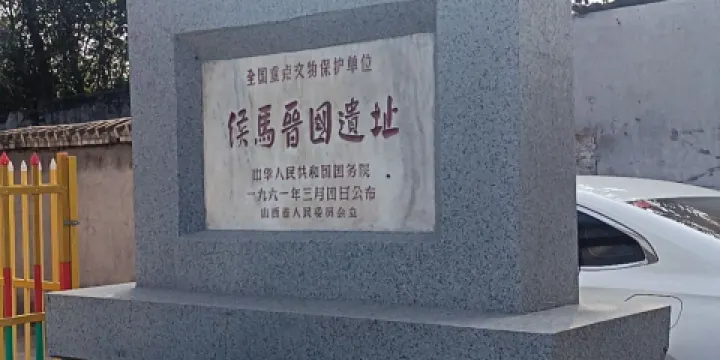 全国重点文物保护单位
侯馬晉國遺址
中华人民共和国国务院
一九六一年三月四日公布
山西省人民委员会立